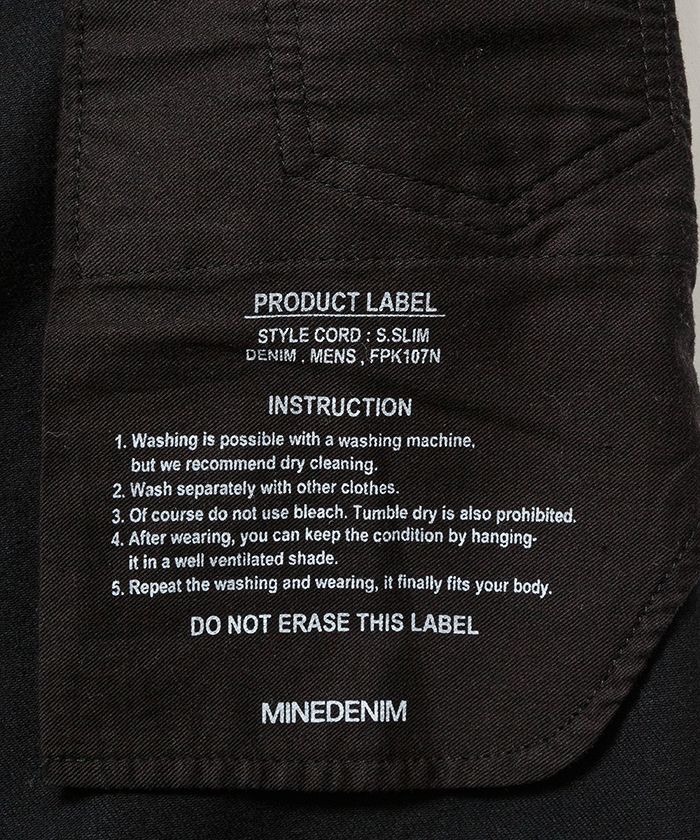 PRODUCT LABEL
STYLE CORD : S.SLIM
DENIM . MENS , FPK107N
INSTRUCTION
1. Washing is possible with a washing machine,
but we recommend dry cleaning.
2. Wash separately with other clothes.
3. Of course do not use bleach. Tumble dry is also prohibited.
4. After wearing, you can keep the condition by hanging-
it in a well ventilated shade.
5. Repeat the washing and wearing, it finally fits your body.
DO NOT ERASE THIS LABEL
MINEDENIM